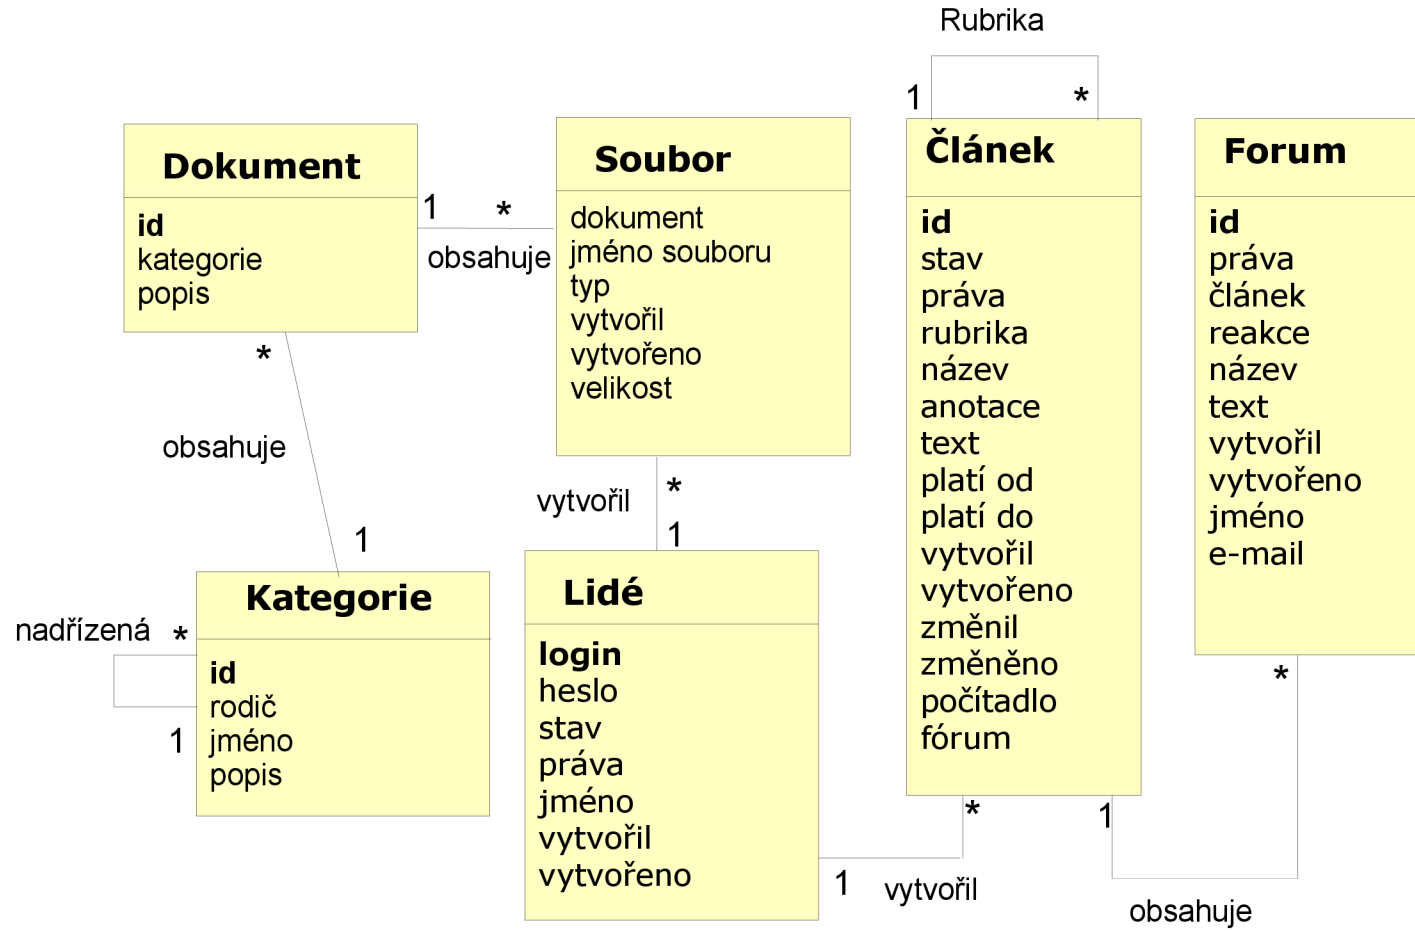 Rubrika
1
*
Dokument
id
kategorie
popis
1
*
obsahuje
Soubor
dokument
jméno souboru
typ
vytvořil
vytvořeno
velikost
Článek
id
stav
práva
rubrika
název
anotace
text
platí od
platí do
vytvořil
vytvořeno
změnil
změněno
počítadlo
fórum
Forum
id
práva
článek
reakce
název
text
vytvořil
vytvořeno
jméno
e-mail
*
obsahuje
1
vytvořil
*
1
Kategorie
id
rodič
jméno
popis
nadřízená
*
1
Lidé
login
heslo
stav
práva
jméno
vytvořil
vytvořeno
1
vytvořil
*
1
obsahuje
*